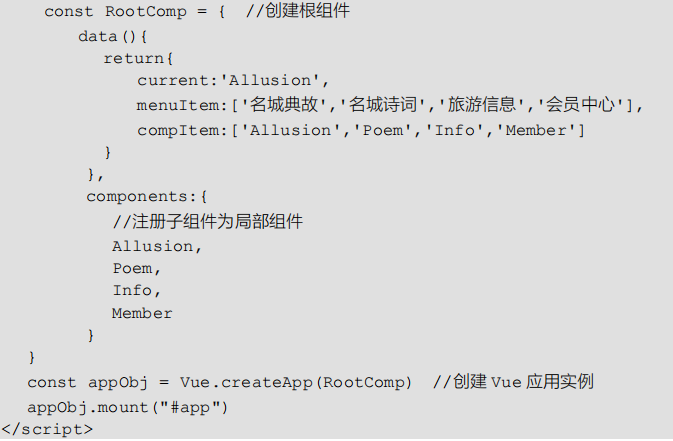 const RootComp = { //创建根组件
data(){
return{
current:'Allusion',
menuItem:['名城典故','名城诗词','旅游信息','会员中心'],
compItem:['Allusion','Poem','Info','Member']
}
},
components:{
//注册子组件为局部组件
Allusion,
Poem,
Info,
Member
}
}
const appObj = Vue.createApp(RootComp) //创建 Vue 应用实例
appObj.mount("#app")
</script>